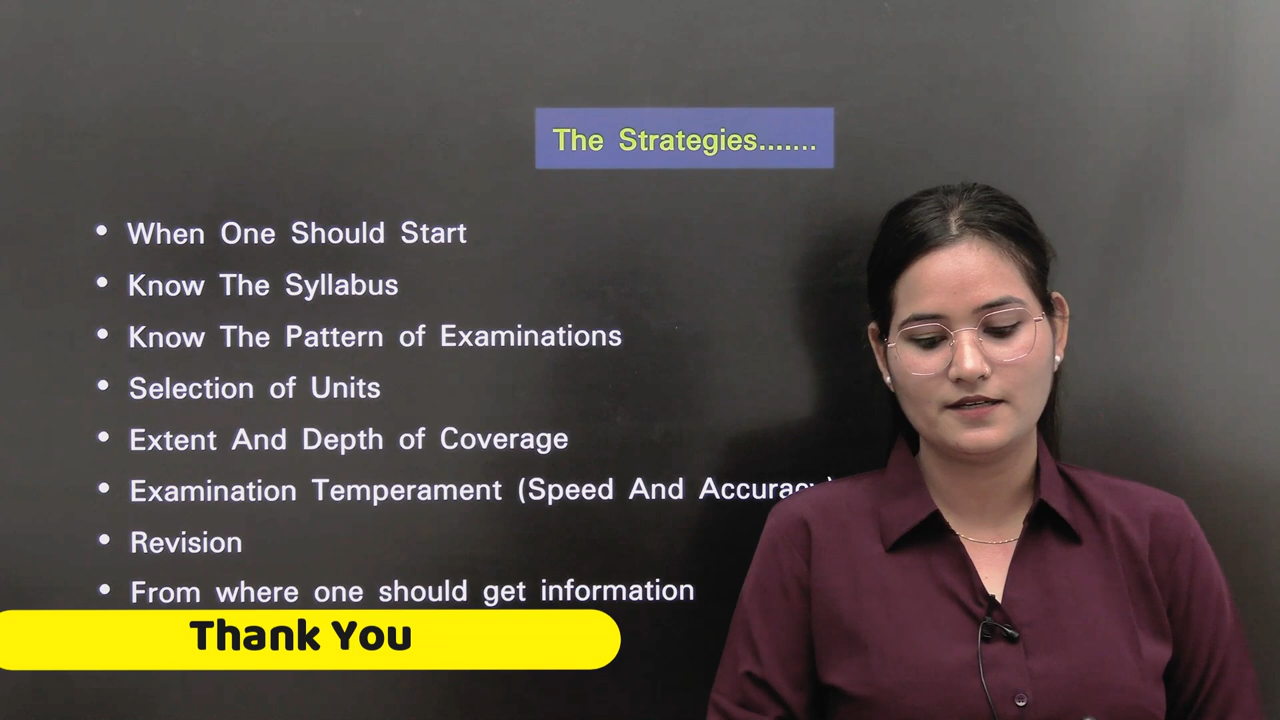 The Strategies.......
• When One Should Start
• Know The Syllabus
• Know The Pattern of Examinations
• Selection of Units
• Extent And Depth of Coverage
• Examination Temperament (Speed And Accuracy)
• Revision
• From where one should get information
Thank You